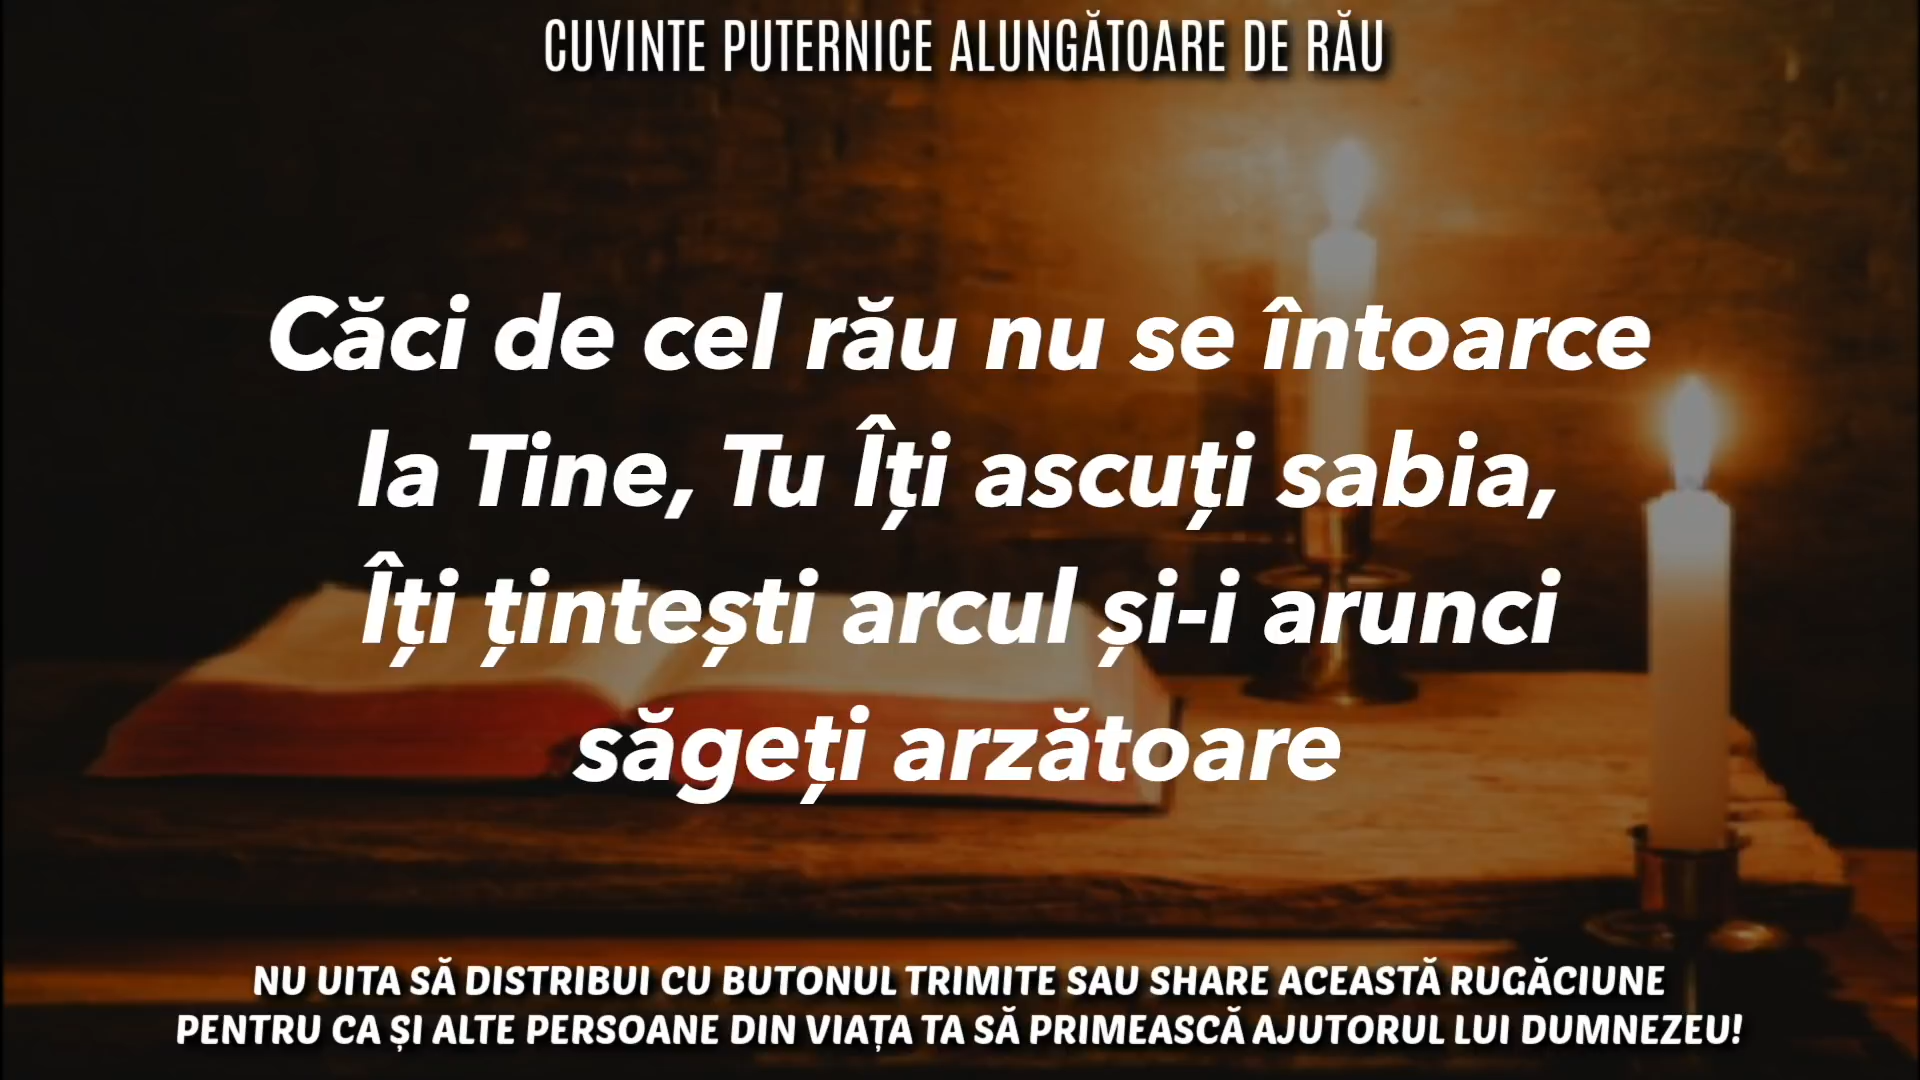 CUVINTE PUTERNICE ALUNGĂTOARE DE RĂU
Căci de cel rău nu se întoarce
la Tine, Tu Îți ascuți sabia,
Îți țintești arcul și-i arunci
săgeți arzătoare
NU UITA SĂ DISTRIBUI CU BUTONUL TRIMITE SAU SHARE ACEASTĂ RUGĂCIUNE
PENTRU CA ȘI ALTE PERSOANE DIN VIAȚA TA SĂ PRIMEASCĂ AJUTORUL LUI DUMNEZEU!